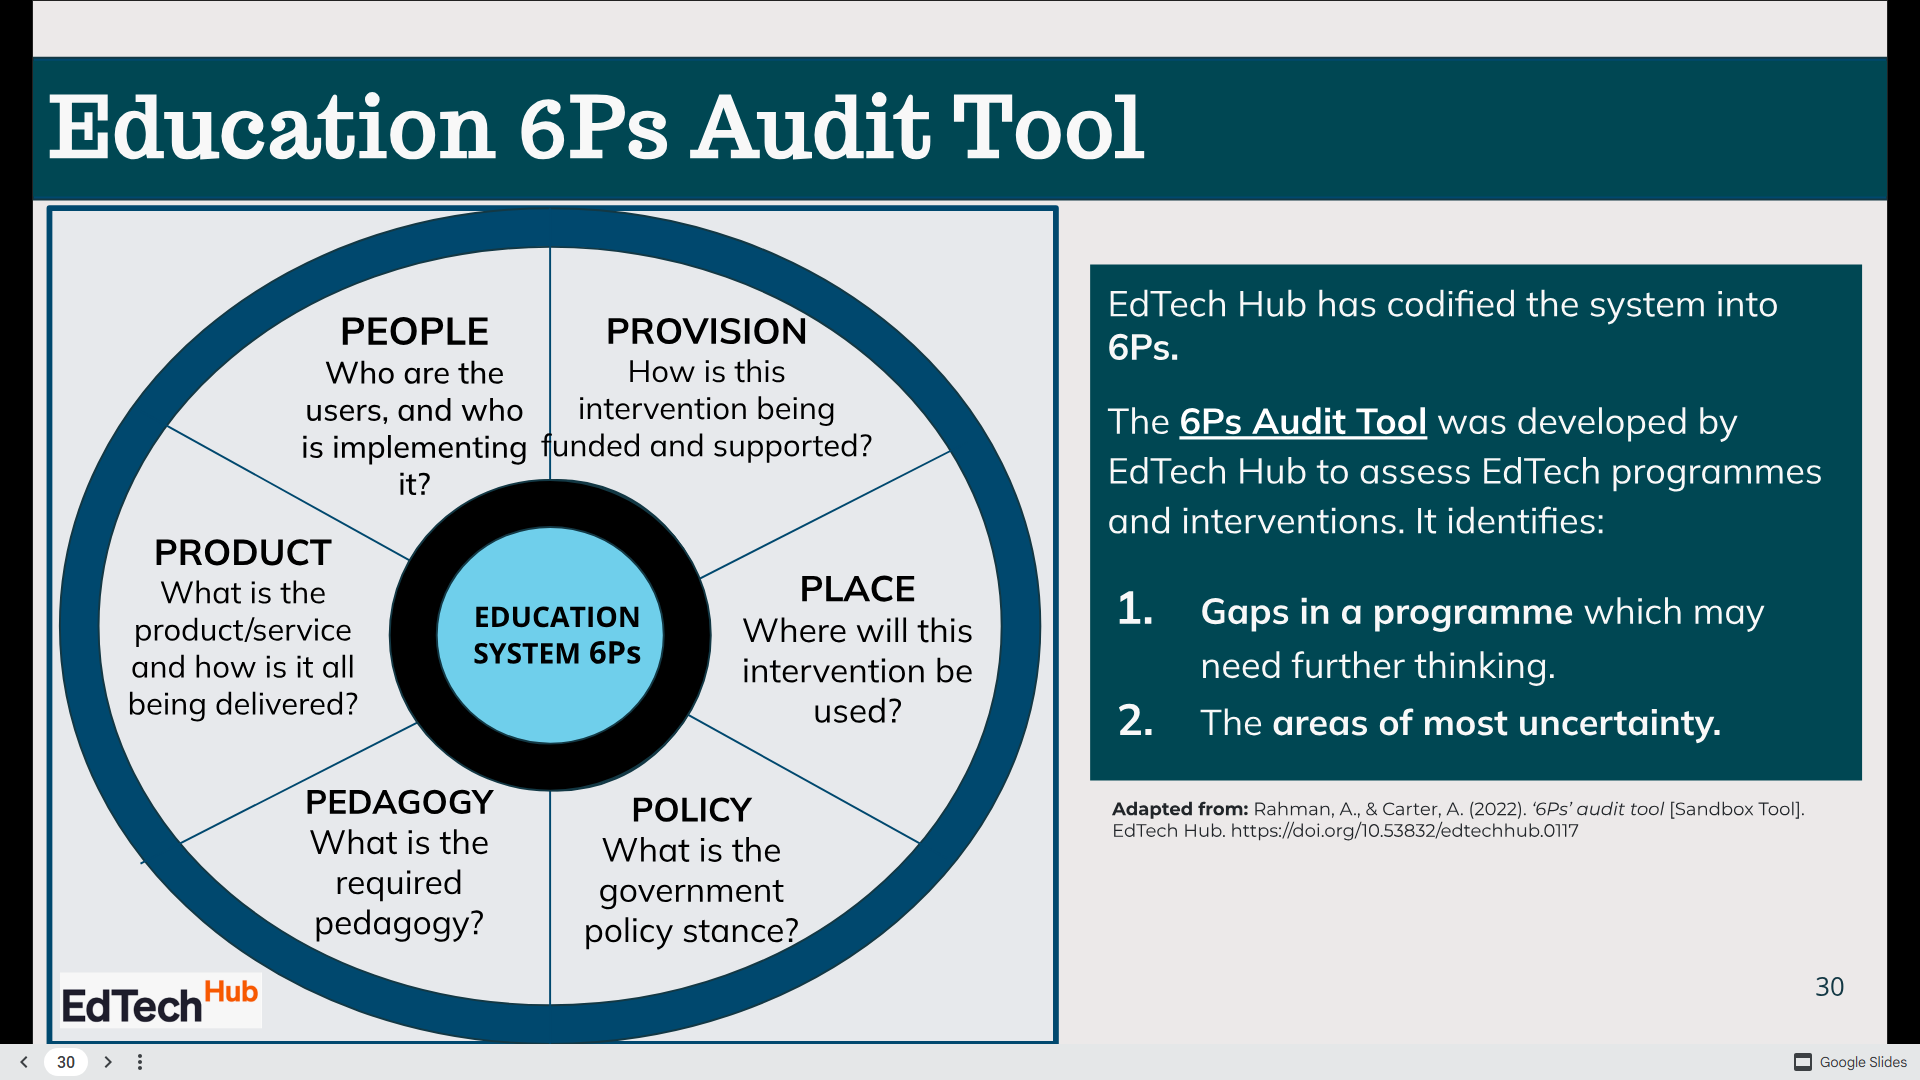 Education 6Ps Audit Tool
PEOPLE
Who are the
users, and who
is implementing
it?
PROVISION
How is this
intervention being
funded and supported?
PRODUCT
What is the
product/service
and how is it all
being delivered?
EDUCATION
SYSTEM 6Ps
PLACE
Where will this
intervention be
used?
PEDAGOGY
What is the
required
pedagogy?
POLICY
What is the
government
policy stance?
EdTech Hub
EdTech Hub has codified the system into
6Ps.
The 6Ps Audit Tool was developed by
EdTech Hub to assess EdTech programmes
and interventions. It identifies:
1. Gaps in a programme which may
need further thinking.
2. The areas of most uncertainty.
Adapted from: Rahman, A., & Carter, A. (2022). ‘6Ps’ audit tool [Sandbox Tool].
EdTech Hub. https://doi.org/10.53832/edtechhub.0117
30
30
Google Slides